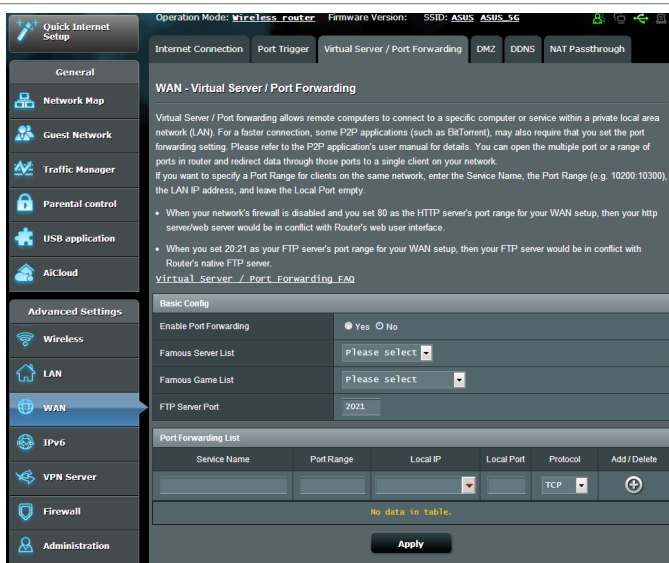 Quick Internet
Setup
Operation Mode: Wireless router Firmware Version: SSID: ASUS ASUS_5G
Internet Connection Port Trigger Virtual Server / Port Forwarding DMZ DDNS NAT Passthrough
General
Network Map
Guest Network
Traffic Manager
Parental control
USB application
AiCloud
Advanced Settings
Wireless
LAN
WAN
IPv6
VPN Server
Firewall
Administration
WAN - Virtual Server / Port Forwarding
Virtual Server / Port forwarding allows remote computers to connect to a specific computer or service within a private local area
network (LAN). For a faster connection, some P2P applications (such as BitTorrent), may also require that you set the port
forwarding setting. Please refer to the P2P application's user manual for details. You can open the multiple port or a range of
ports in router and redirect data through those ports to a single client on your network.
If you want to specify a Port Range for clients on the same network, enter the Service Name, the Port Range (e.g. 10200:10300),
the LAN IP address, and leave the Local Port empty.
• When your network's firewall is disabled and you set 80 as the HTTP server's port range for your WAN setup, then your http
server/web server would be in conflict with Router's web user interface.
• When you set 20:21 as your FTP server's port range for your WAN setup, then your FTP server would be in conflict with
Router's native FTP server.
Virtual Server / Port Forwarding FAQ
Basic Config
Enable Port Forwarding Yes No
Famous Server List Please select
Famous Game List Please select
FTP Server Port 2021
Port Forwarding List
Service Name Port Range Local IP Local Port Protocol Add / Delete
TCP
No data in table.
Apply